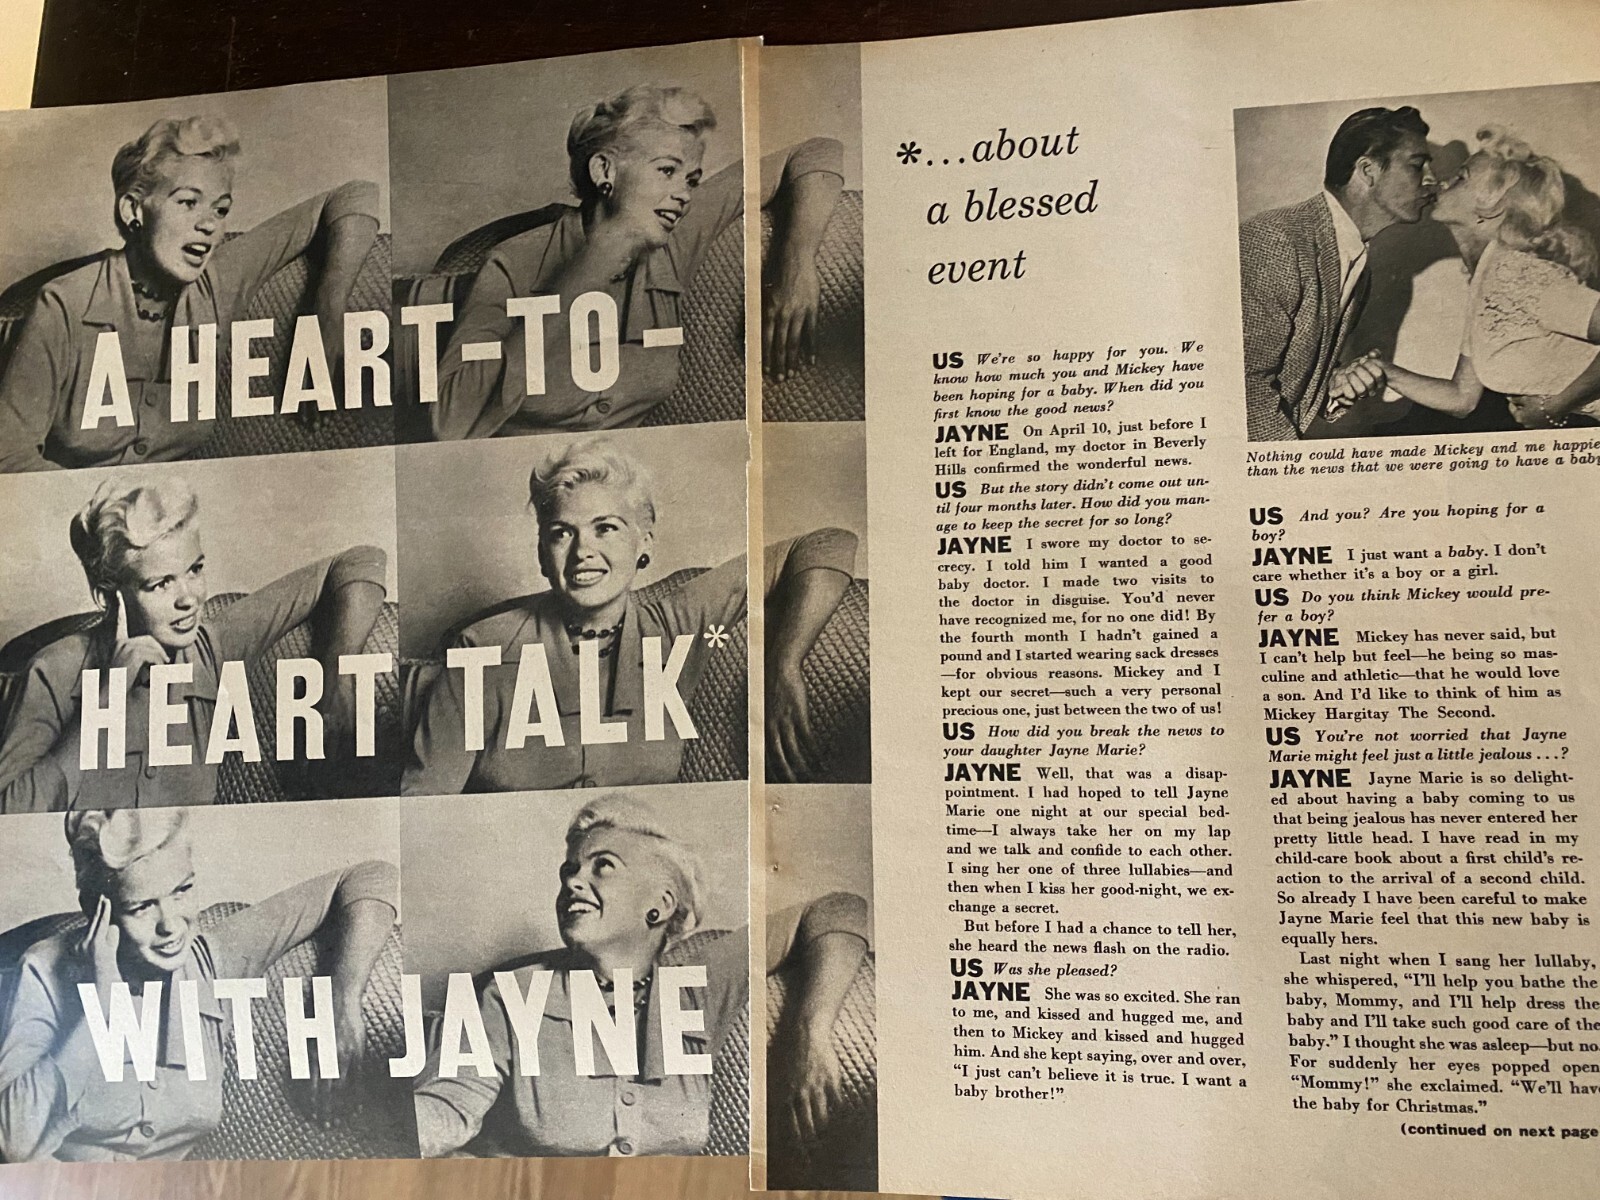 A HEART-TO-
HEART TALK*
WITH JAYNE
*...about
a blessed
event
US We're so happy for you. We
know how much you and Mickey have
been hoping for a baby. When did you
first know the good news?
JAYNE On April 10, just before I
left for England, my doctor in Beverly
Hills confirmed the wonderful news.
US But the story didn't come out un-
til four months later. How did you man-
age to keep the secret for so long?
JAYNE I swore my doctor to se-
crecy. I told him I wanted a good
baby doctor. I made two visits to
the doctor in disguise. You'd never
have recognized me, for no one did! By
the fourth month I hadn't gained a
pound and I started wearing sack dresses
—for obvious reasons. Mickey and I
kept our secret—such a very personal
precious one, just between the two of us!
US How did you break the news to
your daughter Jayne Marie?
JAYNE Well, that was a disap-
pointment. I had hoped to tell Jayne
Marie one night at our special bed-
time—I always take her on my lap
and we talk and confide to each other.
I sing her one of three lullabies—and
then when I kiss her good-night, we ex-
change a secret.
But before I had a chance to tell her,
she heard the news flash on the radio.
US Was she pleased?
JAYNE She was so excited. She ran
to me, and kissed and hugged me, and
then to Mickey and kissed and hugged
him. And she kept saying, over and over,
"I just can't believe it is true. I want a
baby brother!"
Nothing could have made Mickey and me happie
than the news that we were going to have a baby
US And you? Are you hoping for a
boy?
JAYNE I just want a baby. I don't
care whether it's a boy or a girl.
US Do you think Mickey would pre-
fer a boy?
JAYNE Mickey has never said, but
I can't help but feel—he being so mas-
culine and athletic—that he would love
a son. And I'd like to think of him as
Mickey Hargitay The Second.
US You're not worried that Jayne
Marie might feel just a little jealous ...?
JAYNE Jayne Marie is so delight-
ed about having a baby coming to us
that being jealous has never entered her
pretty little head. I have read in my
child-care book about a first child's re-
action to the arrival of a second child.
So already I have been careful to make
Jayne Marie feel that this new baby is
equally hers.
Last night when I sang her lullaby,
she whispered, "I'll help you bathe the
baby, Mommy, and I'll help dress the
baby and I'll take such good care of the
baby." I thought she was asleep—but no.
For suddenly her eyes popped open
"Mommy!" she exclaimed. "We'll hav
the baby for Christmas."
(continued on next page